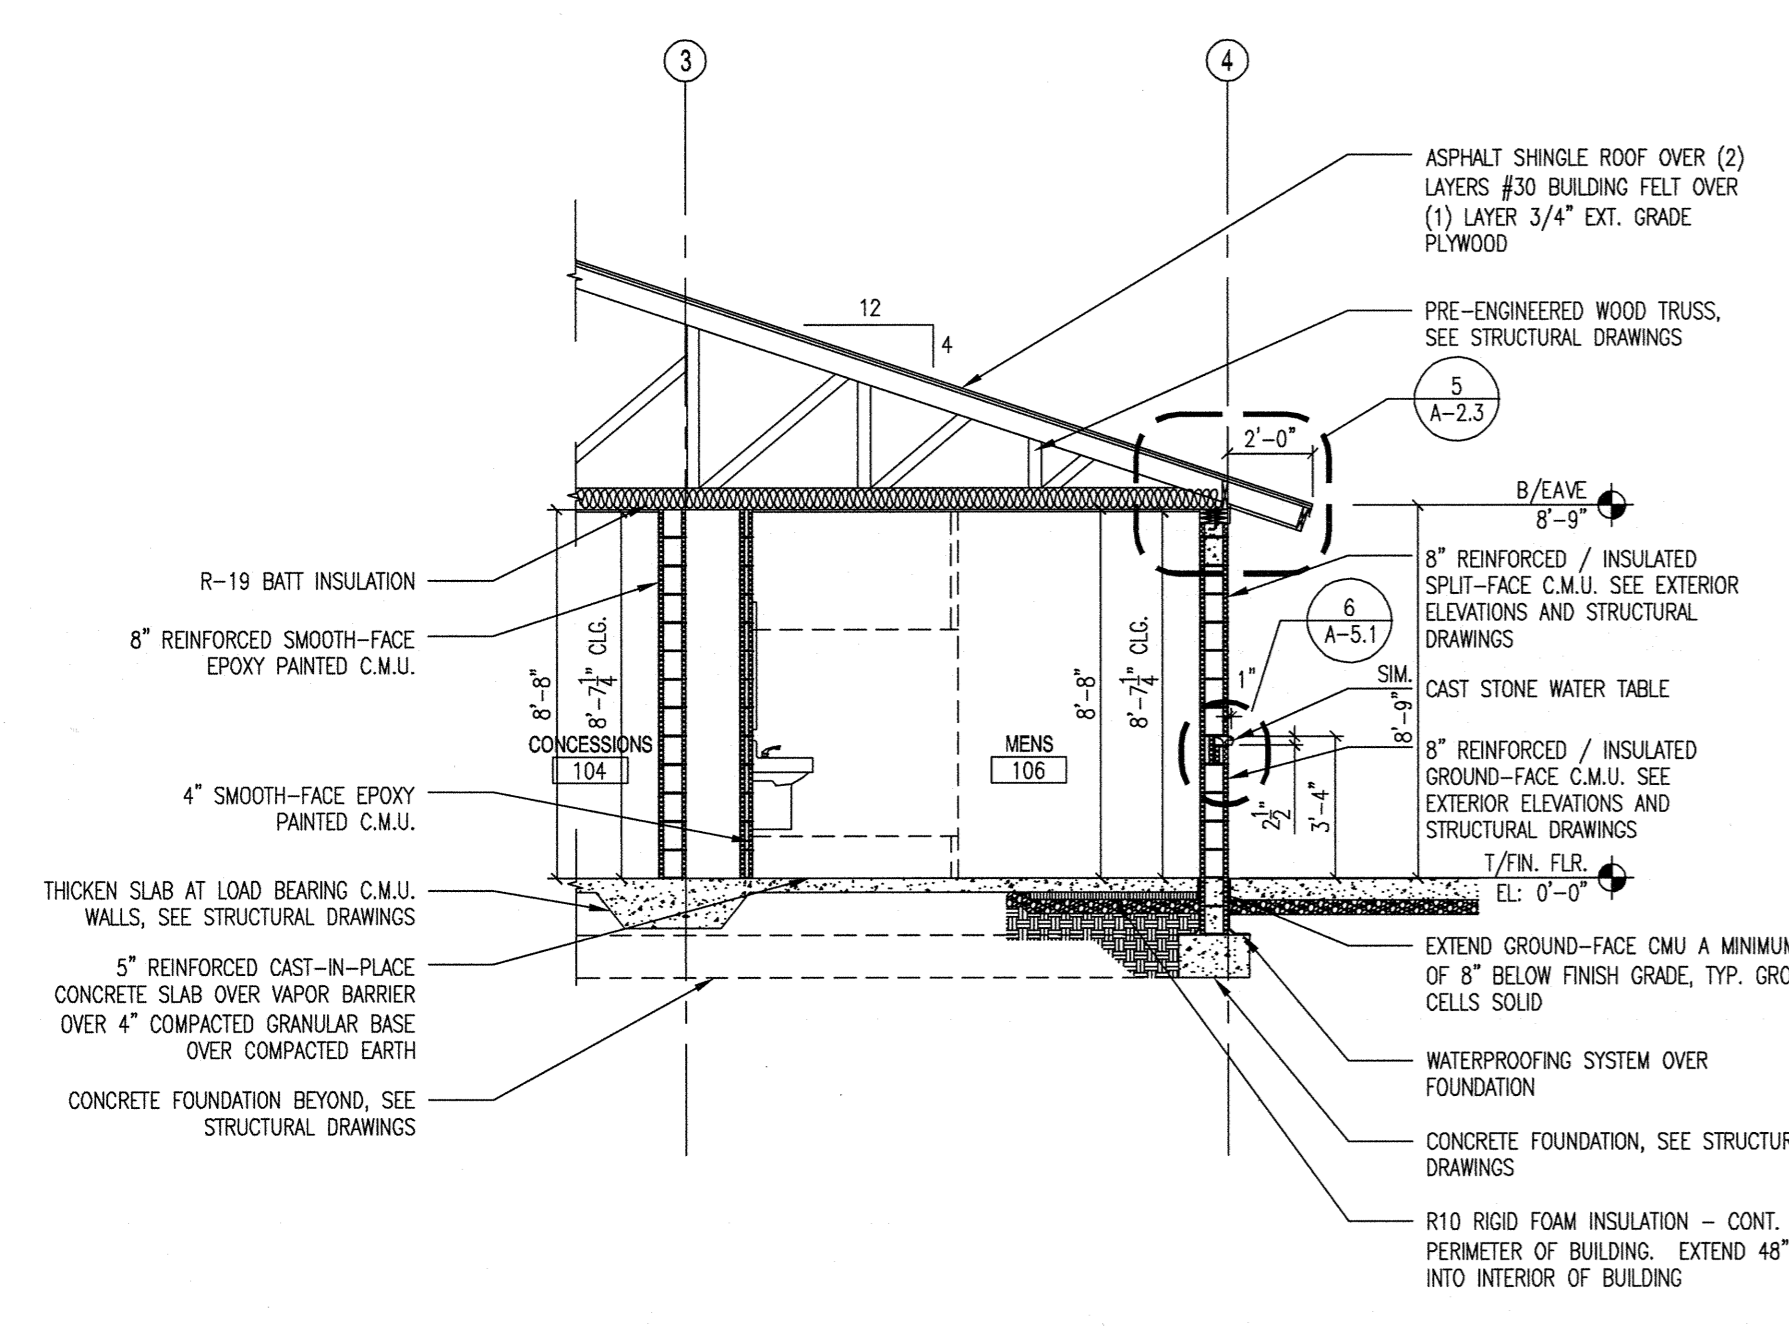 3
4
ASPHALT SHINGLE ROOF OVER (2)
LAYERS #30 BUILDING FELT OVER
(1) LAYER 3/4" EXT. GRADE
PLYWOOD
12
4
PRE-ENGINEERED WOOD TRUSS,
SEE STRUCTURAL DRAWINGS
5
A-2.3
2'-0"
B/EAVE
8'-9"
R-19 BATT INSULATION
8" REINFORCED SMOOTH-FACE
EPOXY PAINTED C.M.U.
8" REINFORCED / INSULATED
SPLIT-FACE C.M.U. SEE EXTERIOR
ELEVATIONS AND STRUCTURAL
DRAWINGS
6
A-5.1
SIM.
1"
CAST STONE WATER TABLE
8'-8"
8'-7 1/4" CLG.
8'-8"
8'-7 1/4" CLG.
8'-9"
CONCESSIONS
104
MENS
106
8" REINFORCED / INSULATED
GROUND-FACE C.M.U. SEE
EXTERIOR ELEVATIONS AND
STRUCTURAL DRAWINGS
2 1/2"
3'-4"
4" SMOOTH-FACE EPOXY
PAINTED C.M.U.
T/FIN. FLR.
EL: 0'-0"
THICKEN SLAB AT LOAD BEARING C.M.U.
WALLS, SEE STRUCTURAL DRAWINGS
5" REINFORCED CAST-IN-PLACE
CONCRETE SLAB OVER VAPOR BARRIER
OVER 4" COMPACTED GRANULAR BASE
OVER COMPACTED EARTH
CONCRETE FOUNDATION BEYOND, SEE
STRUCTURAL DRAWINGS
EXTEND GROUND-FACE CMU A MINIMUM
OF 8" BELOW FINISH GRADE, TYP. GRO
CELLS SOLID
WATERPROOFING SYSTEM OVER
FOUNDATION
CONCRETE FOUNDATION, SEE STRUCTUR
DRAWINGS
R10 RIGID FOAM INSULATION - CONT.
PERIMETER OF BUILDING. EXTEND 48"
INTO INTERIOR OF BUILDING